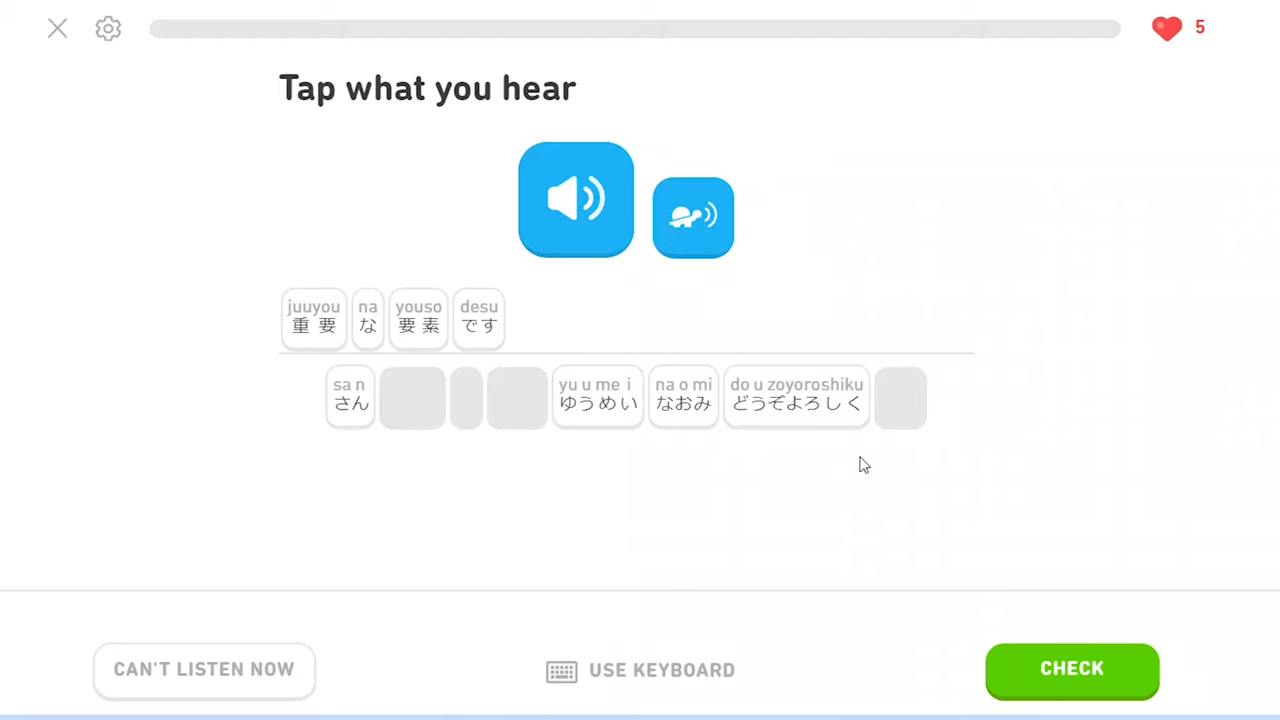 5
Tap what you hear
juuyou na youso desu
重要 な 要素 です
sa n yu u me i na o mi do u zoyoroshiku
さん ゆうめい なおみ どうぞよろしく
CAN'T LISTEN NOW USE KEYBOARD CHECK